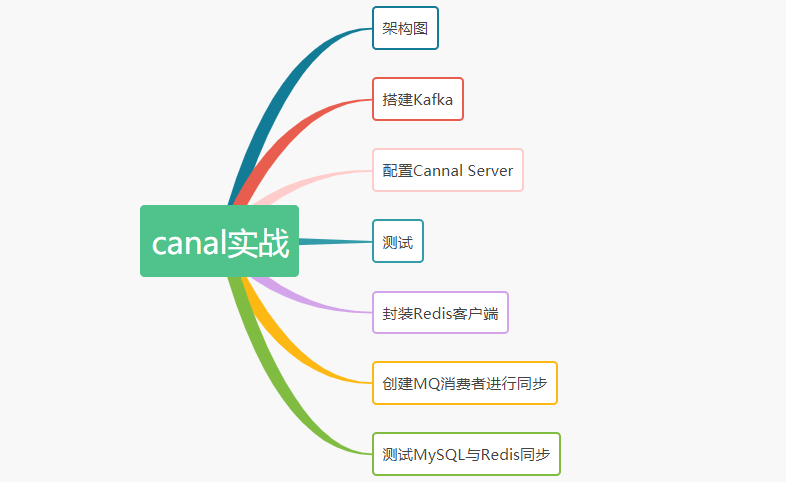 架构图
搭建Kafka
配置Cannal Server
canal实战
测试
封装Redis客户端
创建MQ消费者进行同步
测试MySQL与Redis同步